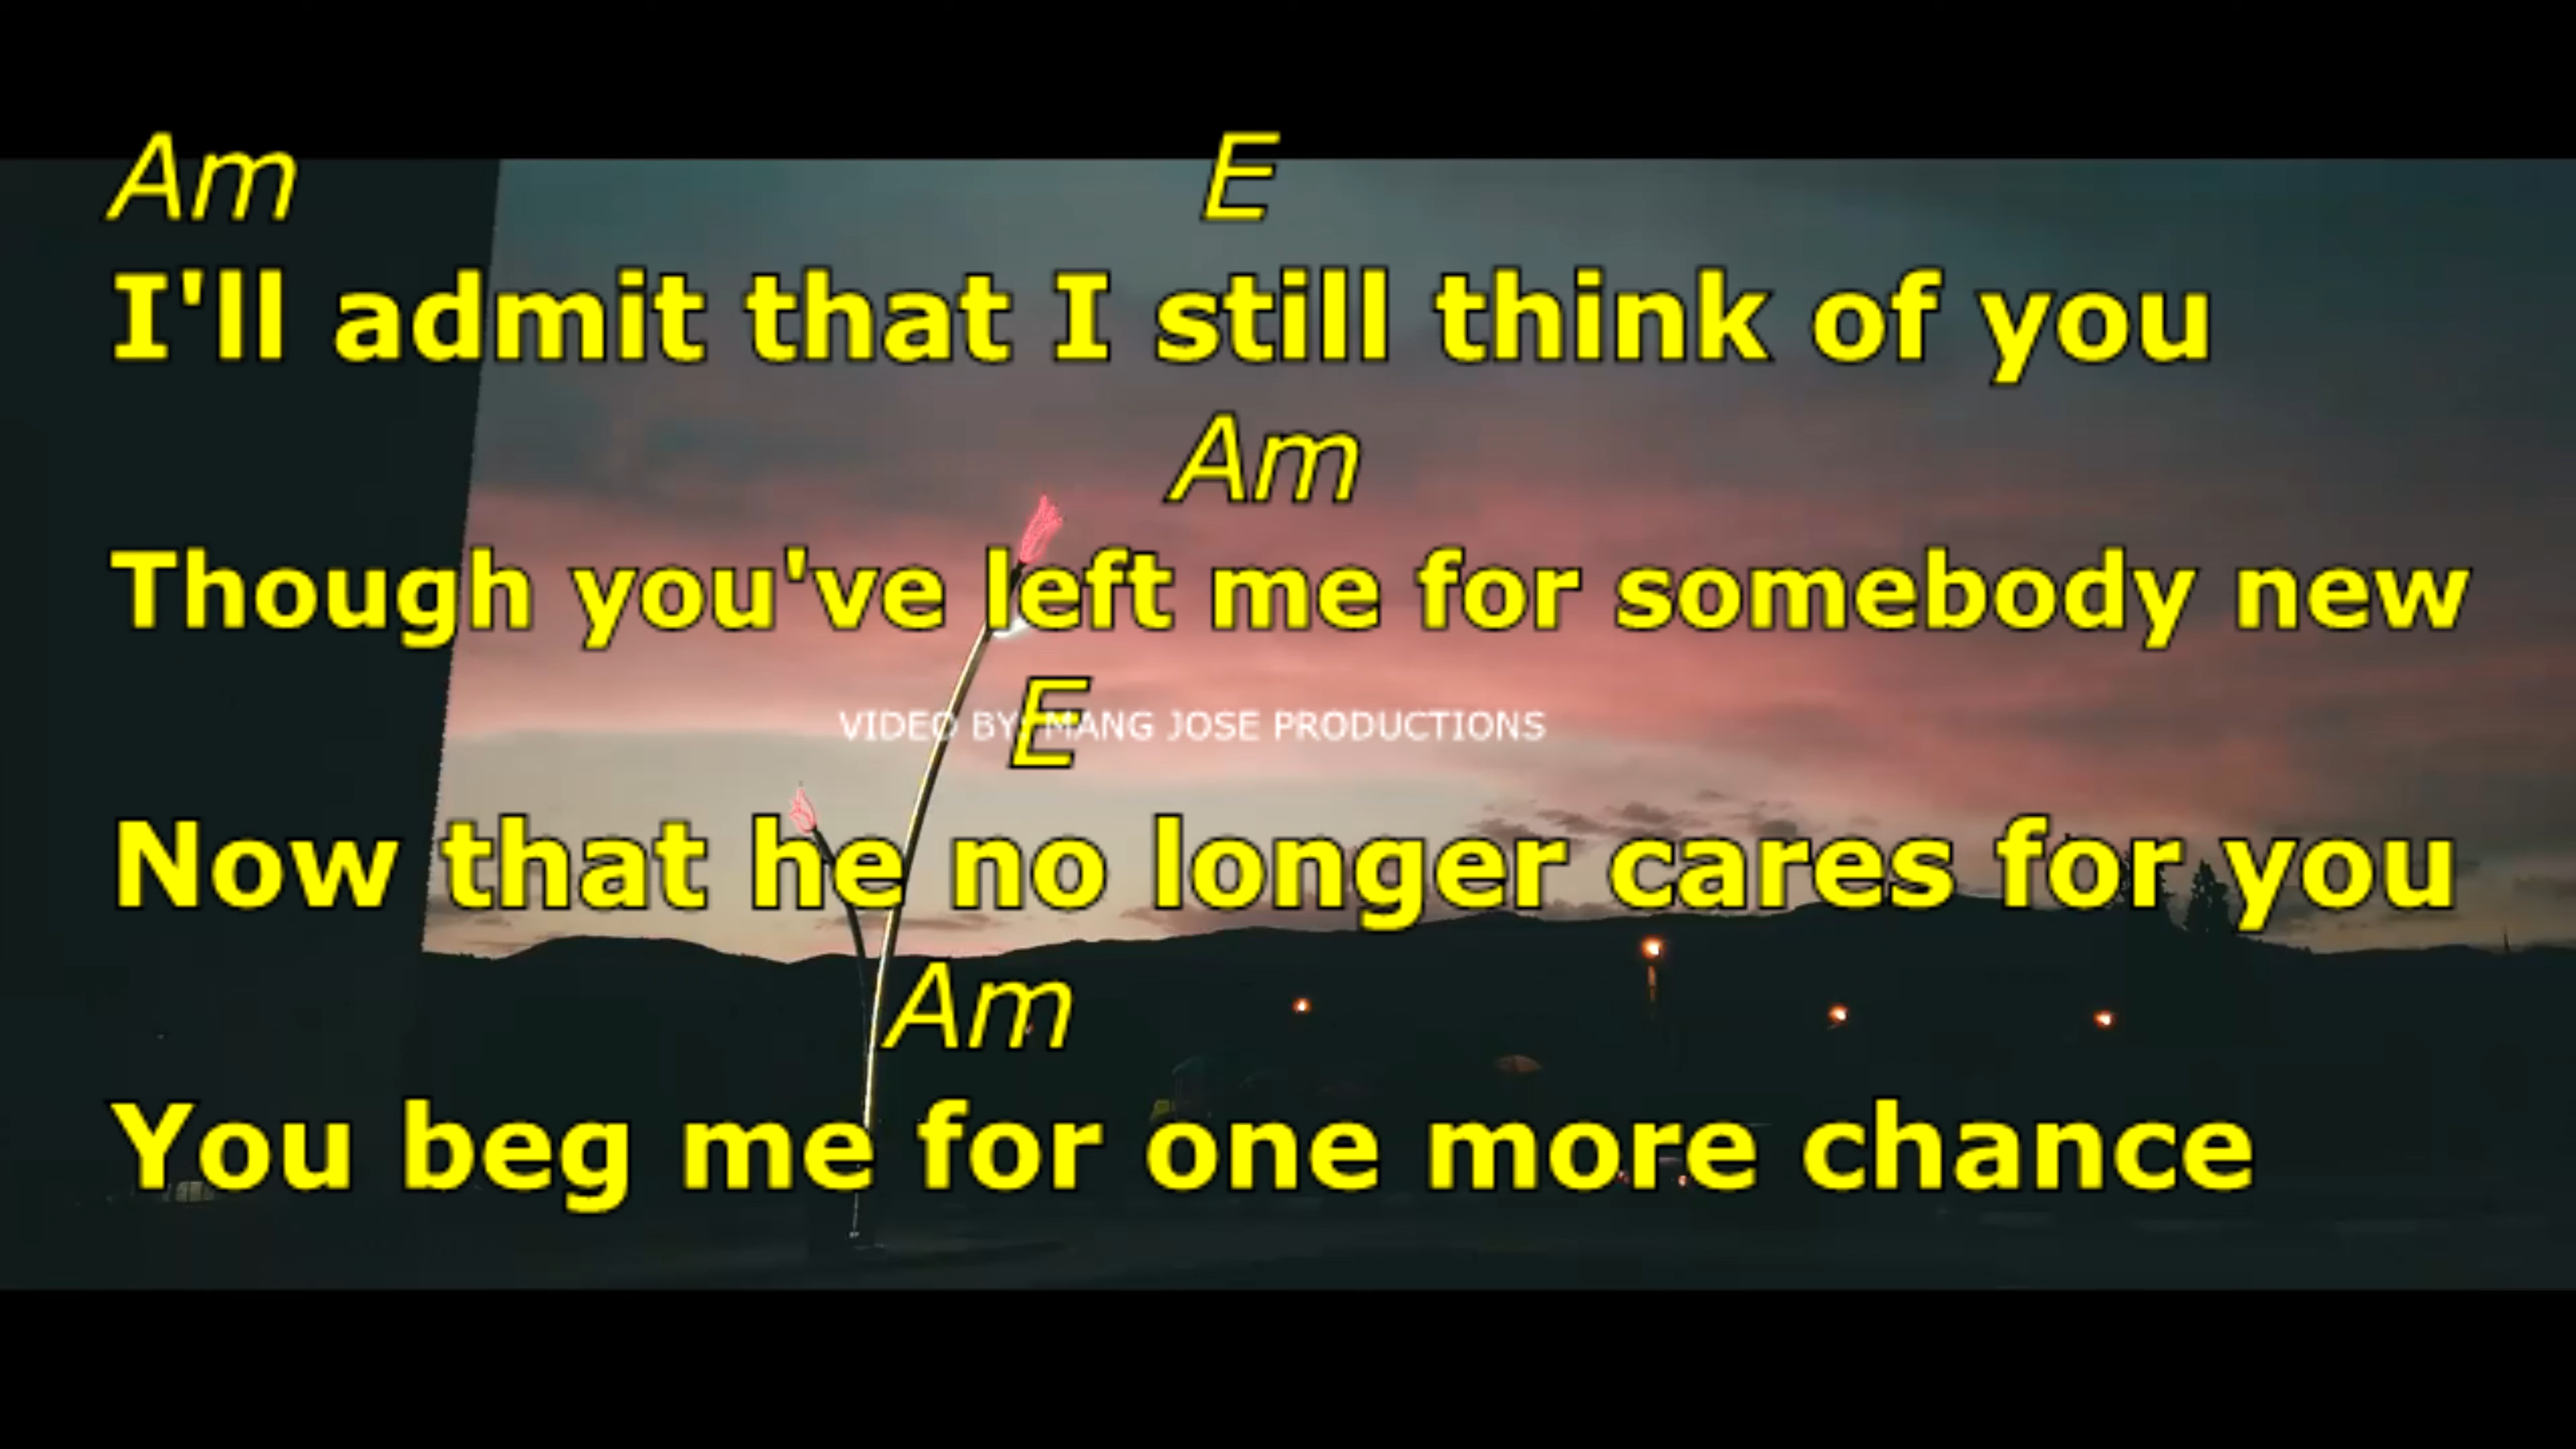 Am E
I'll admit that I still think of you
Am
Though you've left me for somebody new
E
VIDEO BY: MANG JOSE PRODUCTIONS
Now that he no longer cares for you
Am
You beg me for one more chance